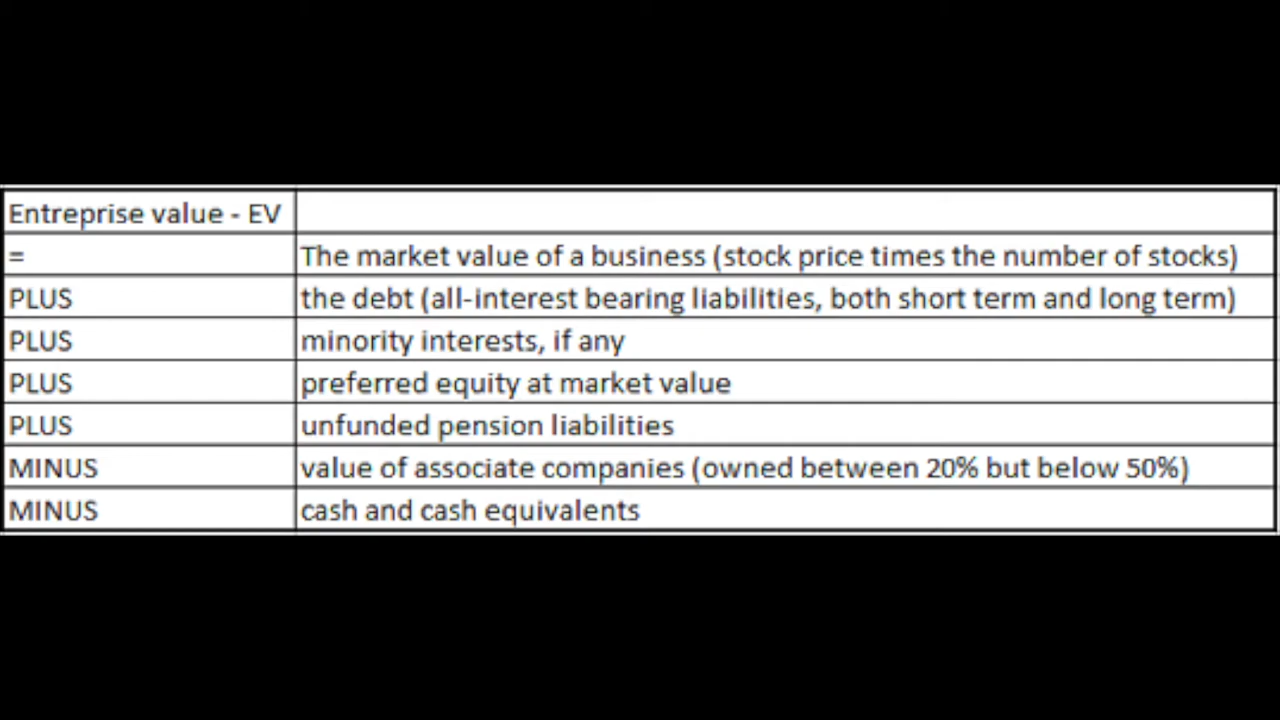 Entreprise value - EV
= The market value of a business (stock price times the number of stocks)
PLUS the debt (all-interest bearing liabilities, both short term and long term)
PLUS minority interests, if any
PLUS preferred equity at market value
PLUS unfunded pension liabilities
MINUS value of associate companies (owned between 20% but below 50%)
MINUS cash and cash equivalents